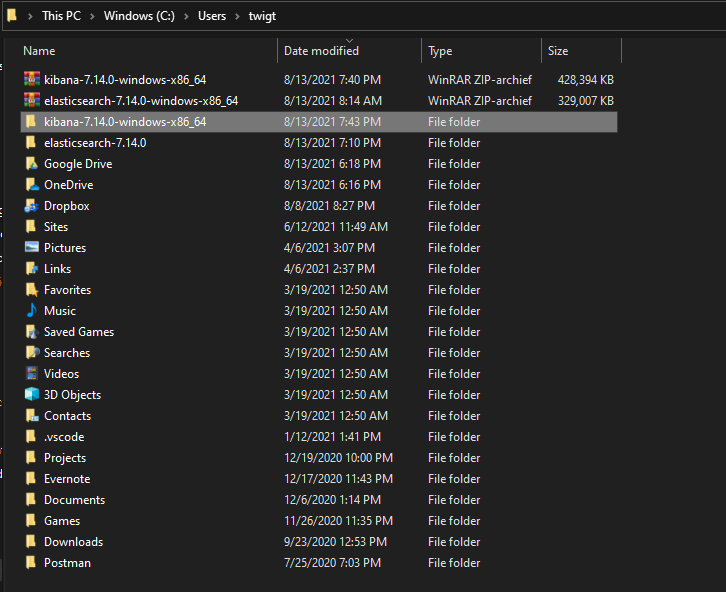 This PC > Windows (C:) > Users > twigt
Name Date modified Type Size
kibana-7.14.0-windows-x86_64 8/13/2021 7:40 PM WinRAR ZIP-archief 428,394 KB
elasticsearch-7.14.0-windows-x86_64 8/13/2021 8:14 AM WinRAR ZIP-archief 329,007 KB
kibana-7.14.0-windows-x86_64 8/13/2021 7:43 PM File folder
elasticsearch-7.14.0 8/13/2021 7:10 PM File folder
Google Drive 8/13/2021 6:18 PM File folder
OneDrive 8/13/2021 6:16 PM File folder
Dropbox 8/8/2021 8:27 PM File folder
Sites 6/12/2021 11:49 AM File folder
Pictures 4/6/2021 3:07 PM File folder
Links 4/6/2021 2:37 PM File folder
Favorites 3/19/2021 12:50 AM File folder
Music 3/19/2021 12:50 AM File folder
Saved Games 3/19/2021 12:50 AM File folder
Searches 3/19/2021 12:50 AM File folder
Videos 3/19/2021 12:50 AM File folder
3D Objects 3/19/2021 12:50 AM File folder
Contacts 3/19/2021 12:50 AM File folder
.vscode 1/12/2021 1:41 PM File folder
Projects 12/19/2020 10:00 PM File folder
Evernote 12/17/2020 11:43 PM File folder
Documents 12/6/2020 1:14 PM File folder
Games 11/26/2020 11:35 PM File folder
Downloads 9/23/2020 12:53 PM File folder
Postman 7/25/2020 7:03 PM File folder